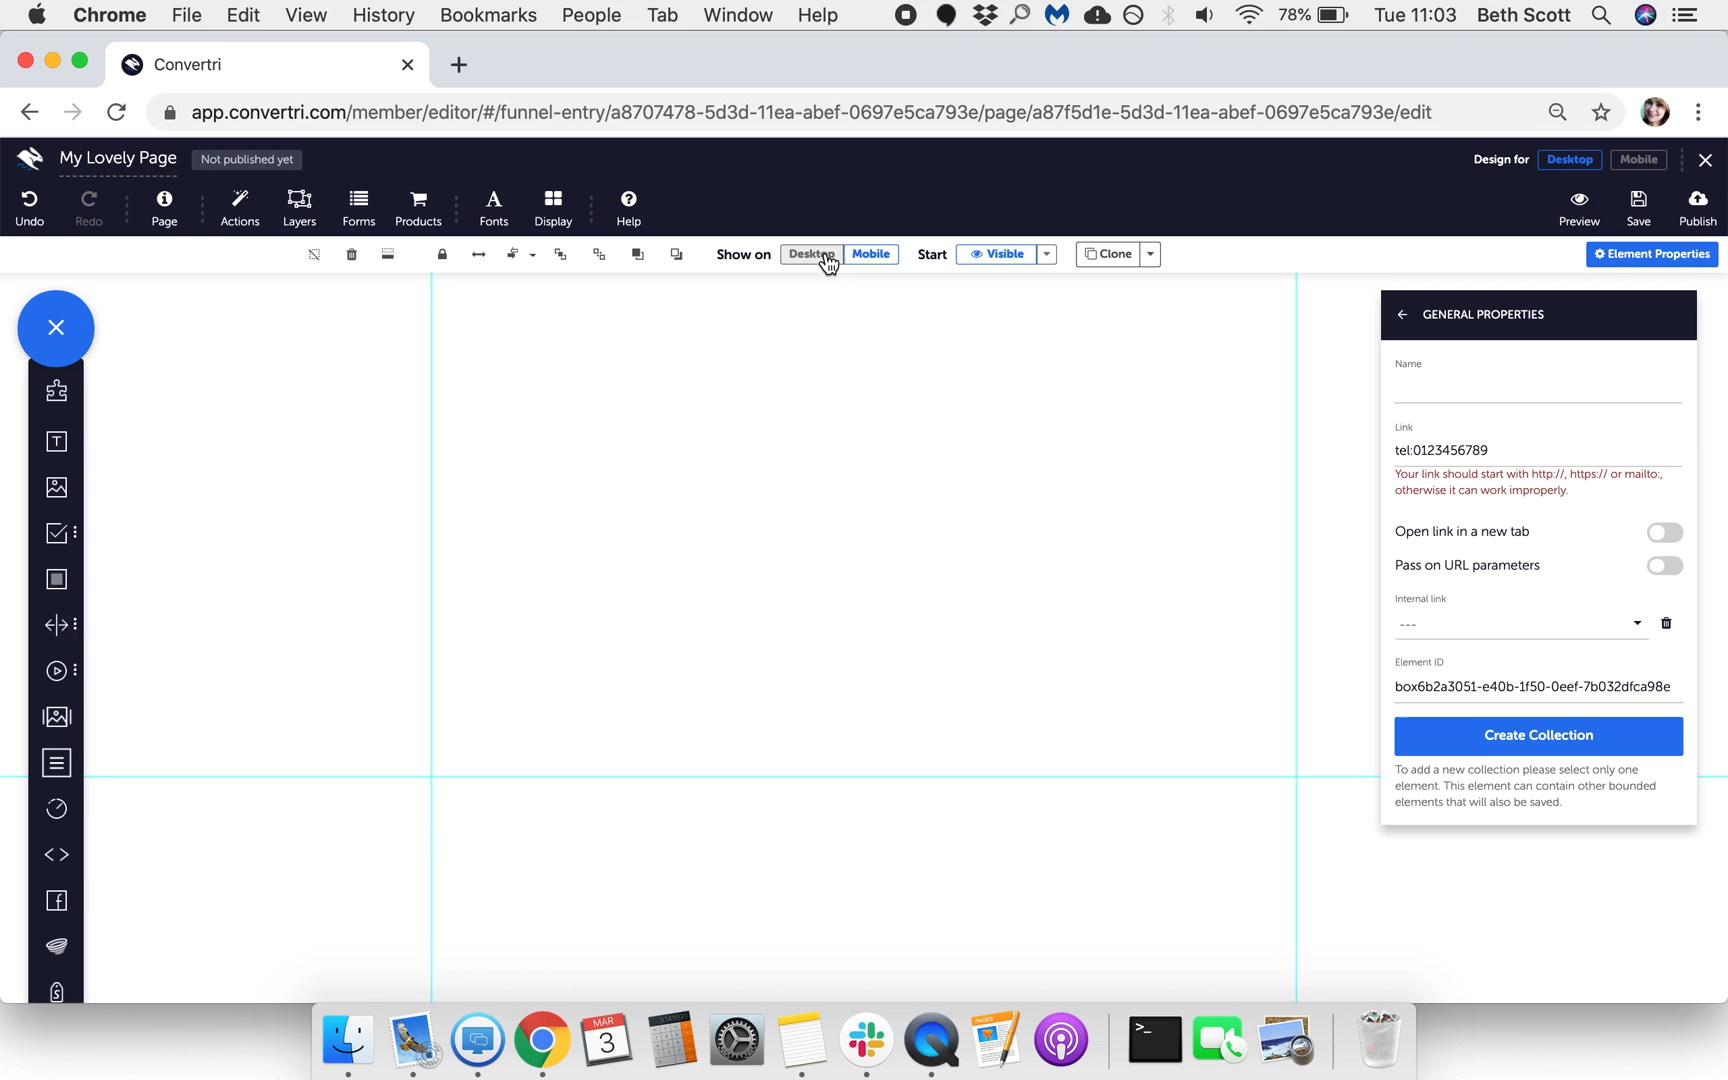 Chrome File Edit View History Bookmarks People Tab Window Help 78% Tue 11:03 Beth Scott
Convertri
app.convertri.com/member/editor/#/funnel-entry/a8707478-5d3d-11ea-abef-0697e5ca793e/page/a87f5d1e-5d3d-11ea-abef-0697e5ca793e/edit
My Lovely Page Not published yet Design for Desktop Mobile
Undo Redo Page Actions Layers Forms Products Fonts Display Help Preview Save Publish
Show on Desktop Mobile Start Visible Clone Element Properties
GENERAL PROPERTIES
Name
Link
tel:0123456789
Your link should start with http://, https:// or mailto:,
otherwise it can work improperly.
Open link in a new tab
Pass on URL parameters
Internal link
---
Element ID
box6b2a3051-e40b-1f50-0eef-7b032dfca98e
Create Collection
To add a new collection please select only one
element. This element can contain other bounded
elements that will also be saved.
MAR
3
PAGES